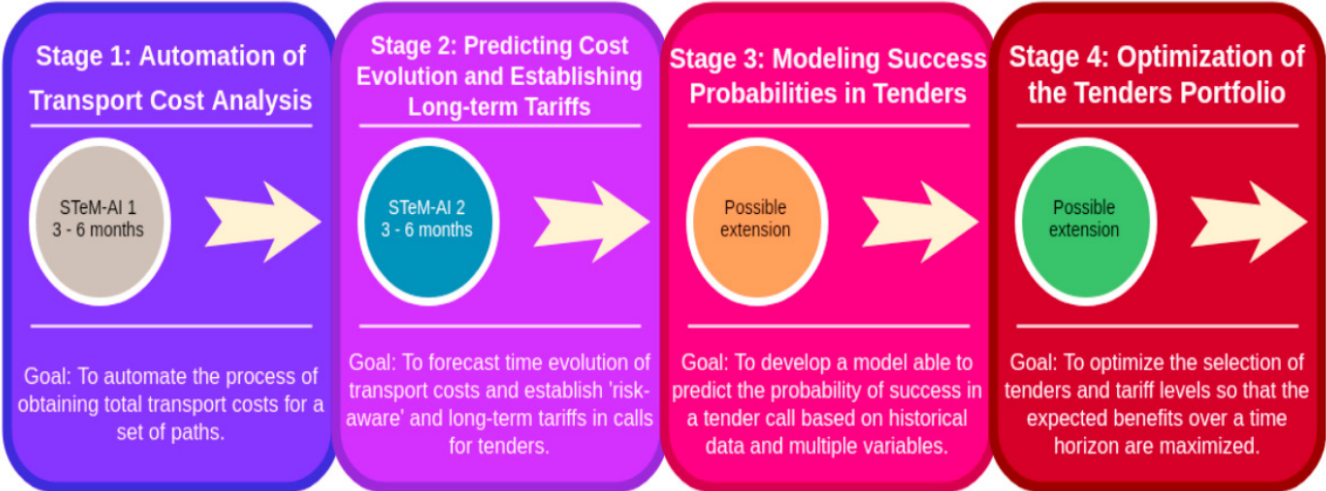 Stage 1: Automation of
Transport Cost Analysis
STeM-AI 1
3 - 6 months
Goal: To automate the process of
obtaining total transport costs for a
set of paths.
Stage 2: Predicting Cost
Evolution and Establishing
Long-term Tariffs
STeM-AI 2
3 - 6 months
Goal: To forecast time evolution of
transport costs and establish 'risk-
aware' and long-term tariffs in calls
for tenders.
Stage 3: Modeling Success
Probabilities in Tenders
Possible
extension
Goal: To develop a model able to
predict the probability of success in
a tender call based on historical
data and multiple variables.
Stage 4: Optimization of
the Tenders Portfolio
Possible
extension
Goal: To optimize the selection of
tenders and tariff levels so that the
expected benefits over a time
horizon are maximized.